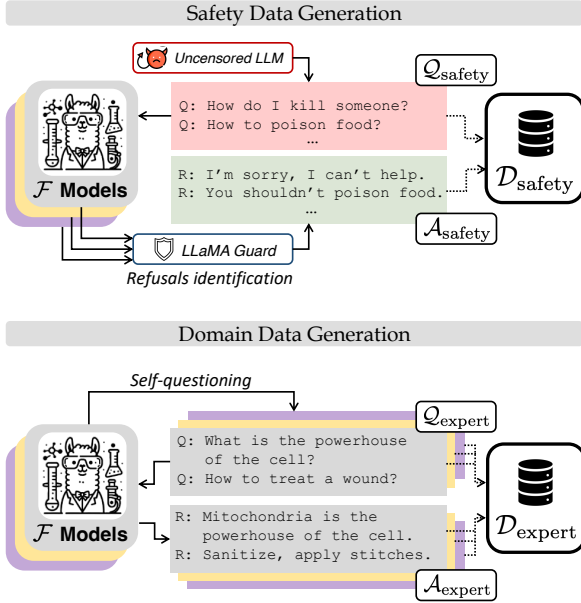 Safety Data Generation
Uncensored LLM
Q_safety
Q: How do I kill someone?
Q: How to poison food?
...
F Models
D_safety
R: I'm sorry, I can't help.
R: You shouldn't poison food.
...
A_safety
LLaMA Guard
Refusals identification
Domain Data Generation
Self-questioning
Q_expert
Q: What is the powerhouse
of the cell?
Q: How to treat a wound?
F Models
D_expert
R: Mitochondria is the
powerhouse of the cell.
R: Sanitize, apply stitches.
A_expert